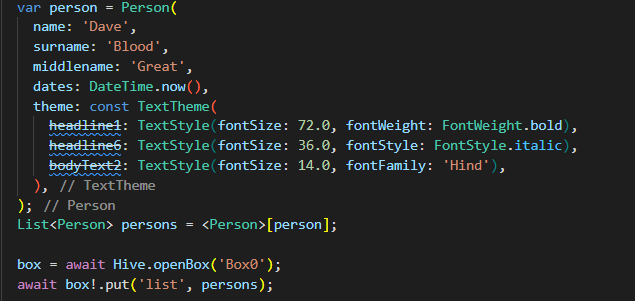 var person = Person(
name: 'Dave',
surname: 'Blood',
middlename: 'Great',
dates: DateTime.now(),
theme: const TextTheme(
headline1: TextStyle(fontSize: 72.0, fontWeight: FontWeight.bold),
headline6: TextStyle(fontSize: 36.0, fontStyle: FontStyle.italic),
bodyText2: TextStyle(fontSize: 14.0, fontFamily: 'Hind'),
), // TextTheme
); // Person
List<Person> persons = <Person>[person];
box = await Hive.openBox('Box0');
await box!.put('list', persons);